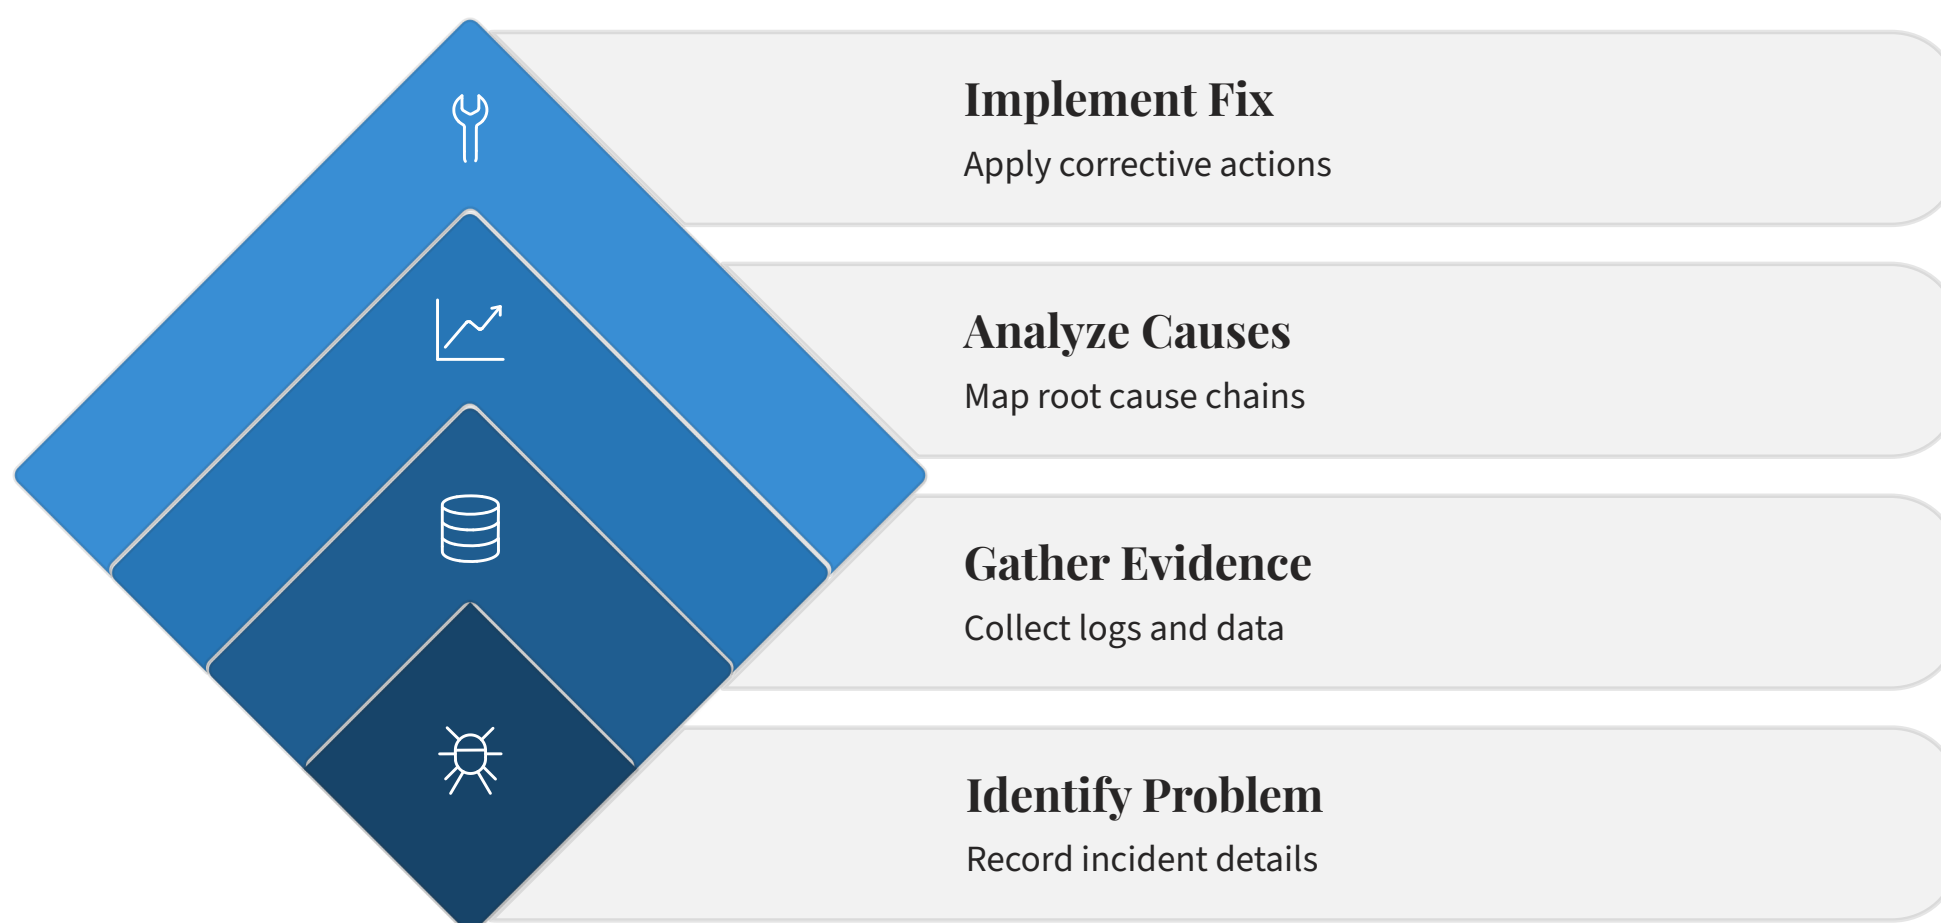 Implement Fix
Apply corrective actions
Analyze Causes
Map root cause chains
Gather Evidence
Collect logs and data
Identify Problem
Record incident details